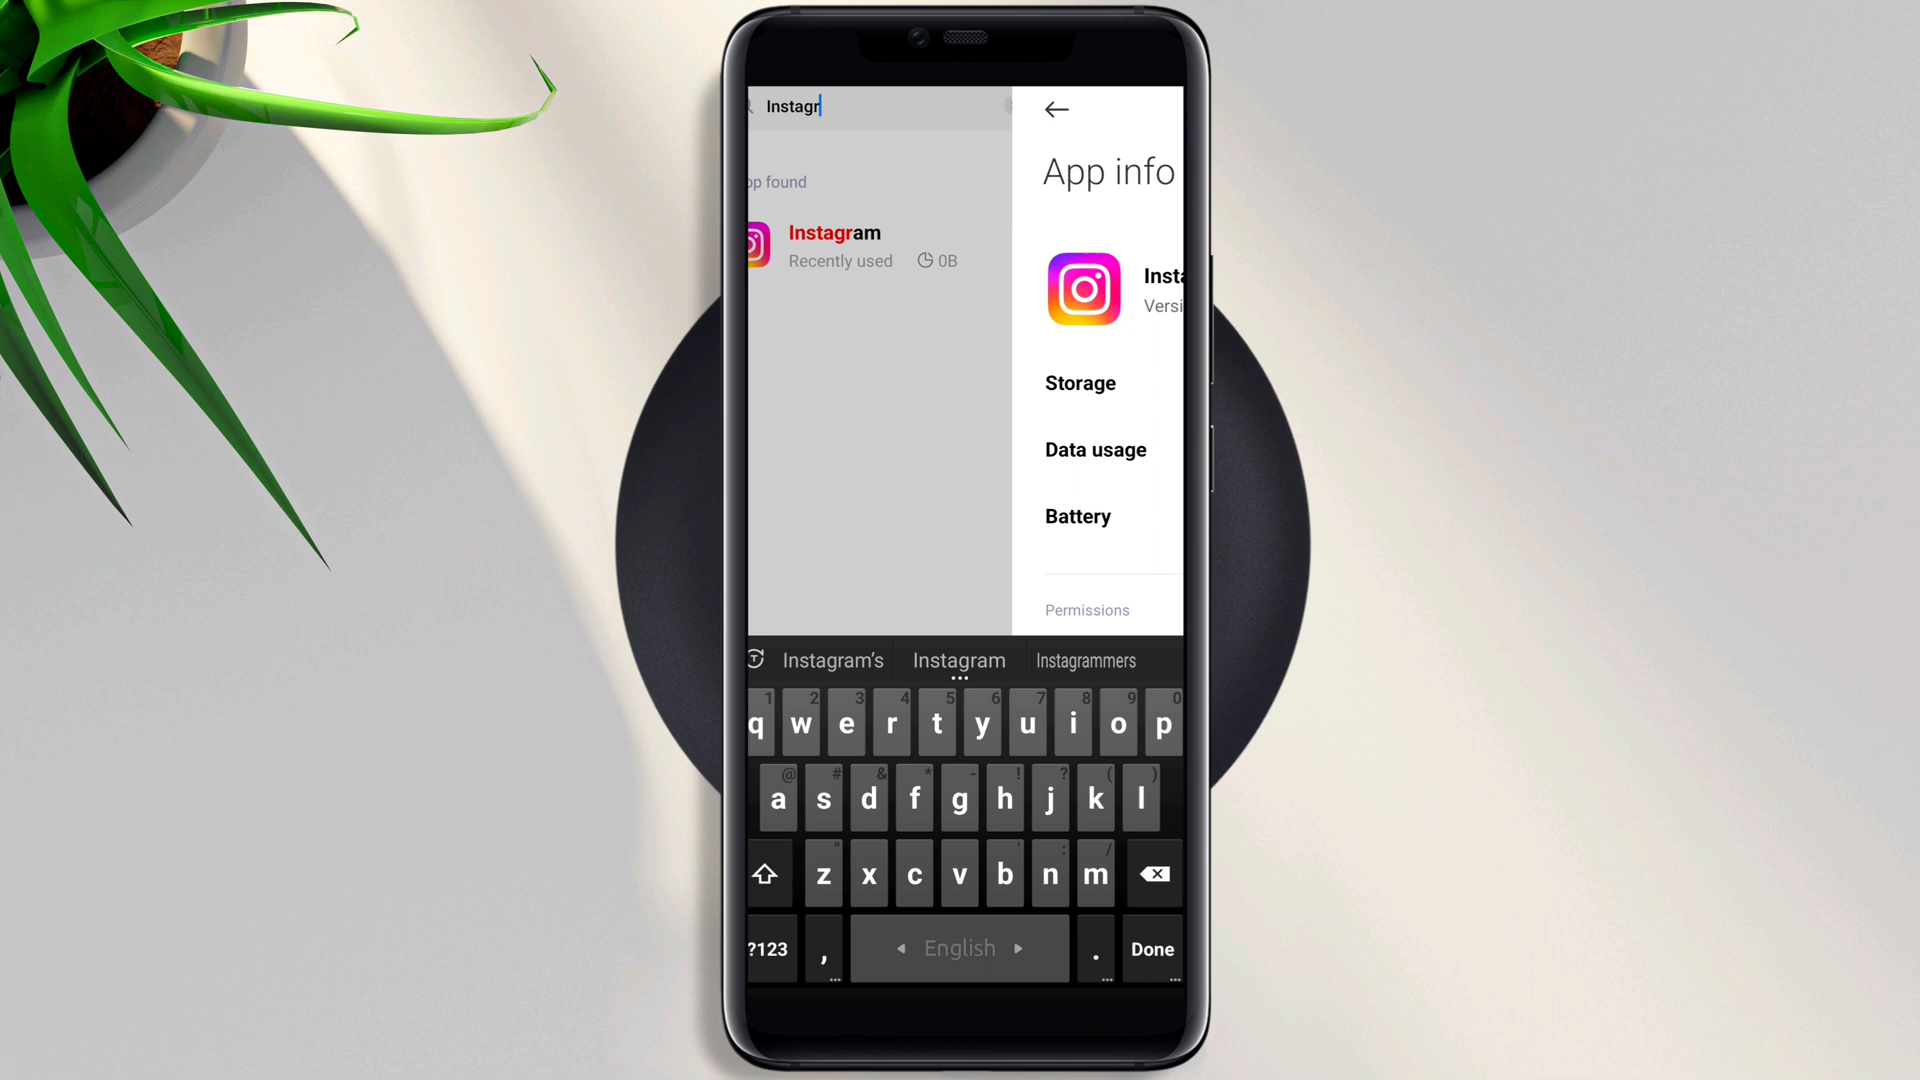 Instagr
op found
Instagram
Recently used 0B
App info
Insta
Versi
Storage
Data usage
Battery
Permissions
Instagram's Instagram Instagrammers
1 2 3 4 5 6 7 8 9 0
q w e r t y u i o p
@ # & * - ! ? ( )
a s d f g h j k l
" ' : /
z x c v b n m
?123 , English . Done